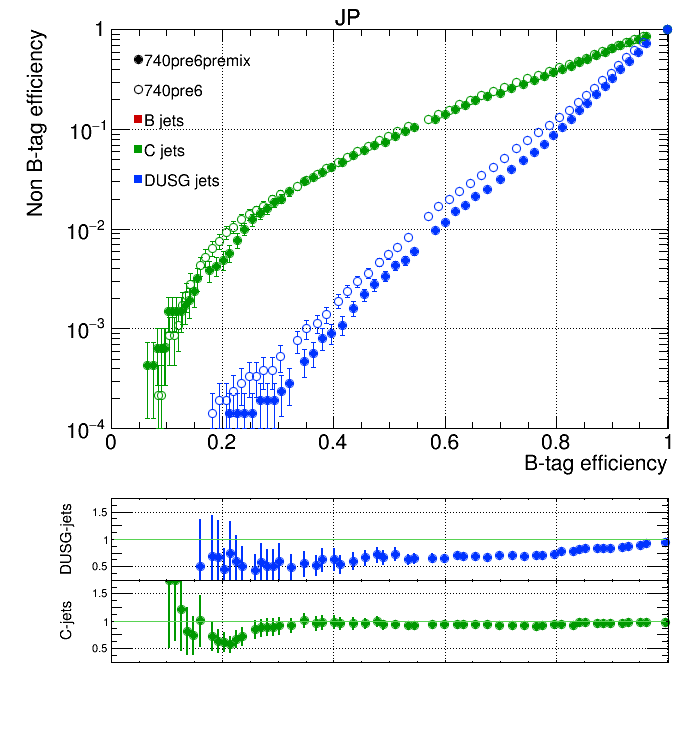 JP
Non B-tag efficiency
1
10⁻¹
10⁻²
10⁻³
10⁻⁴
740pre6premix
740pre6
B jets
C jets
DUSG jets
0 0.2 0.4 0.6 0.8 1
B-tag efficiency
DUSG-jets
1.5
1
0.5
C-jets
1.5
1
0.5